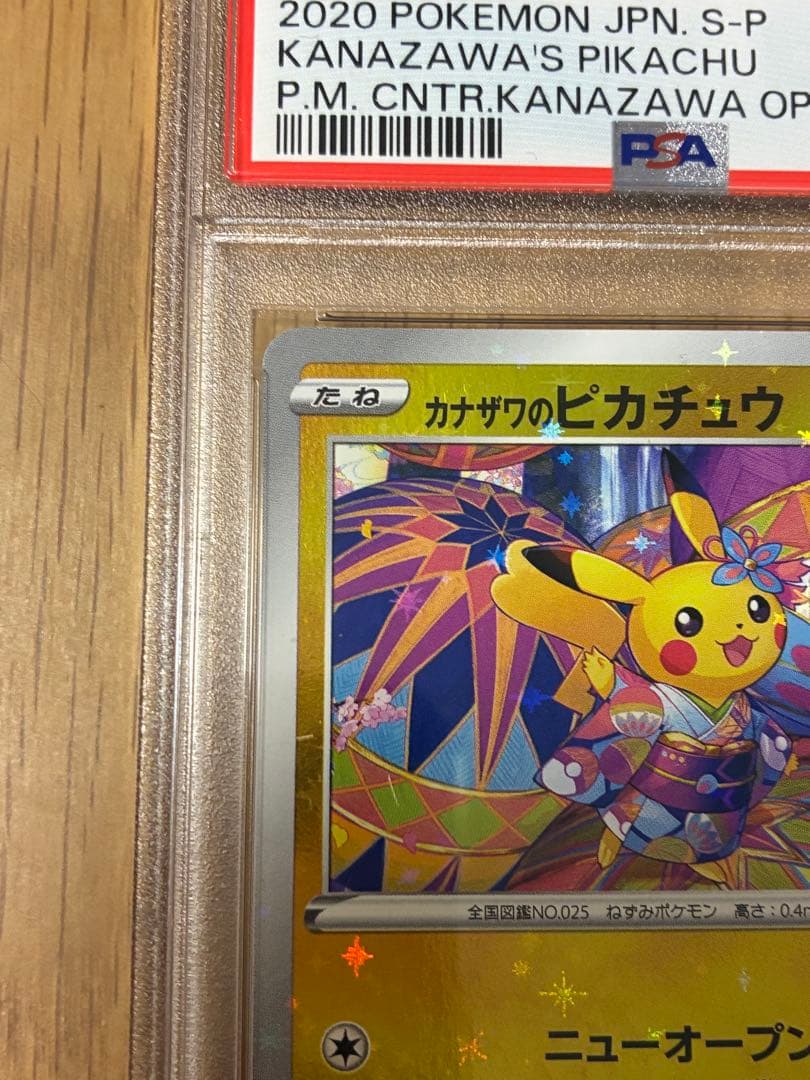 2020 POKEMON JPN. S-P
KANAZAWA'S PIKACHU
P.M. CNTR.KANAZAWA OP
PSA
たね
カナザワのピカチュウ
全国図鑑NO.025 ねずみポケモン 高さ:0.4m
ニューオープン